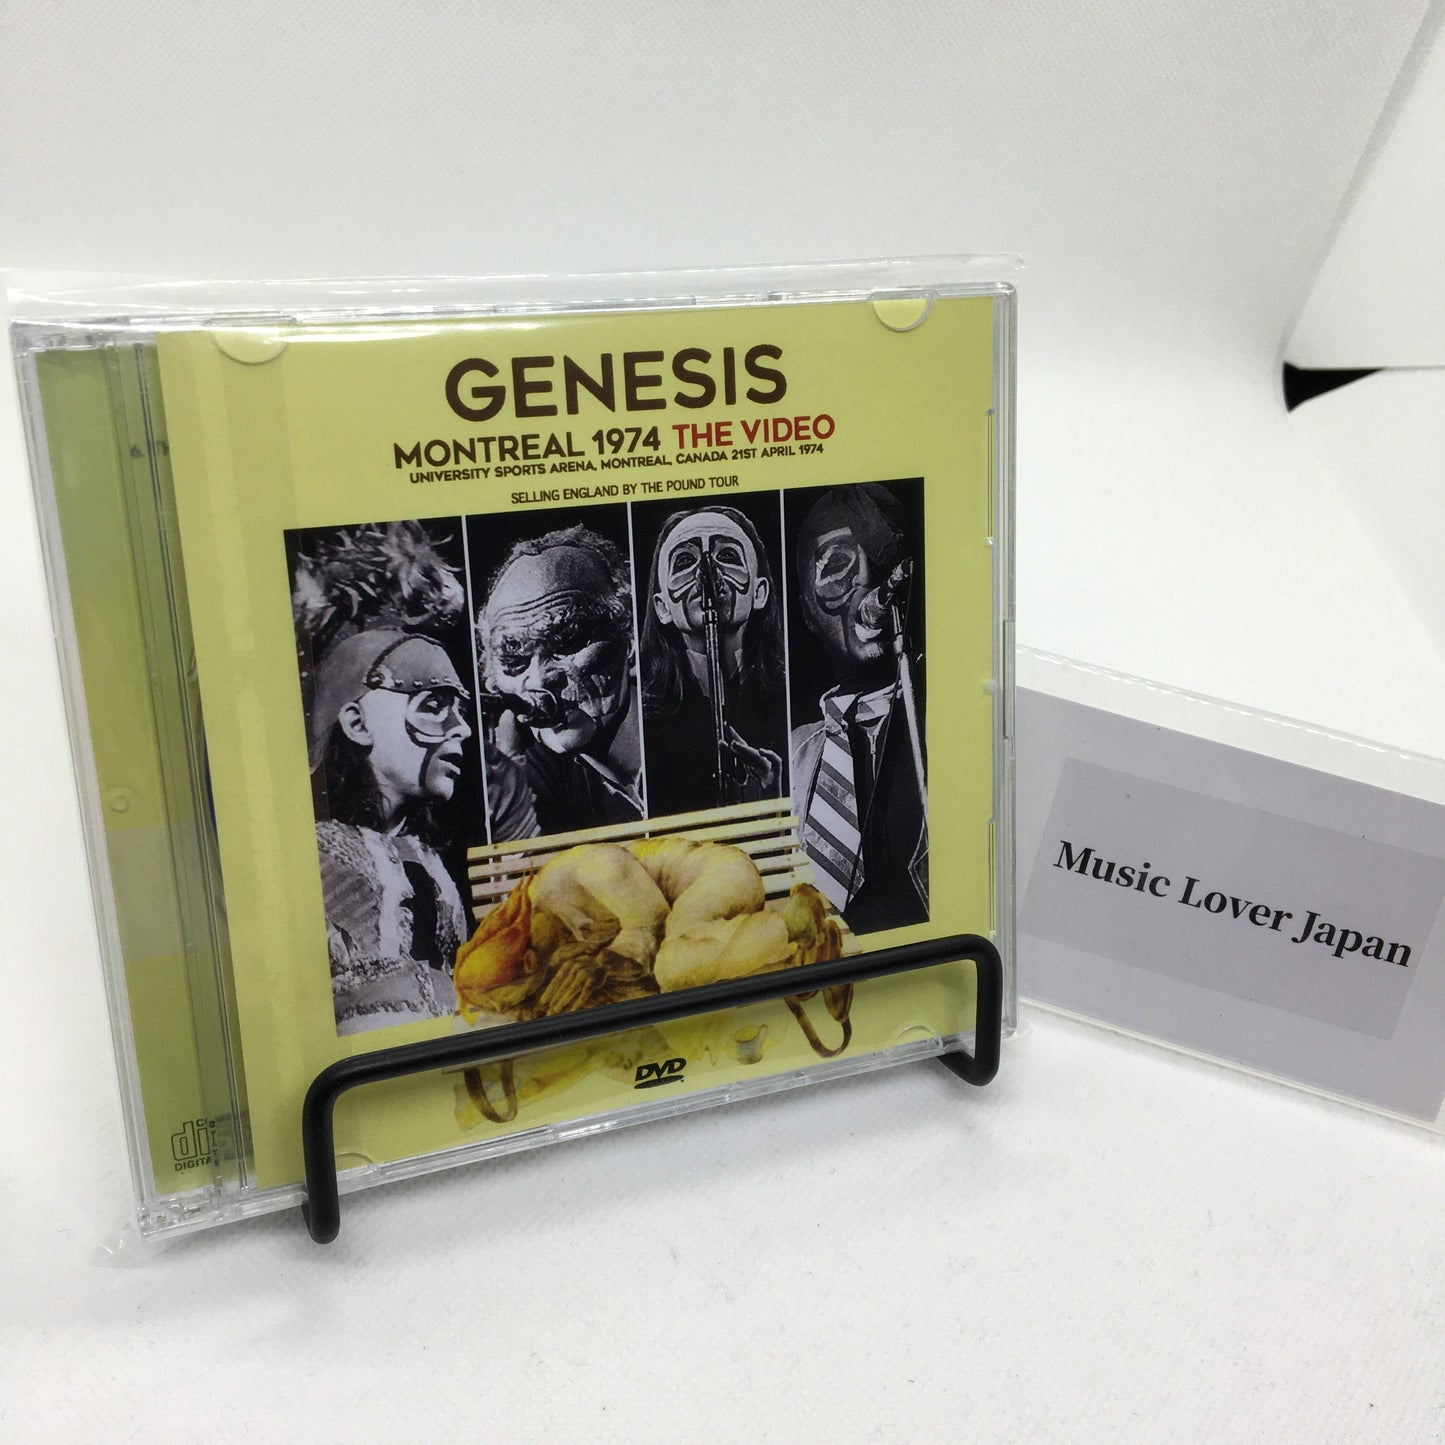 GENESIS
MONTREAL 1974 THE VIDEO
UNIVERSITY SPORTS ARENA, MONTREAL, CANADA 21ST APRIL 1974
SELLING ENGLAND BY THE POUND TOUR
DVD
DIGITA
Music Lover Japan